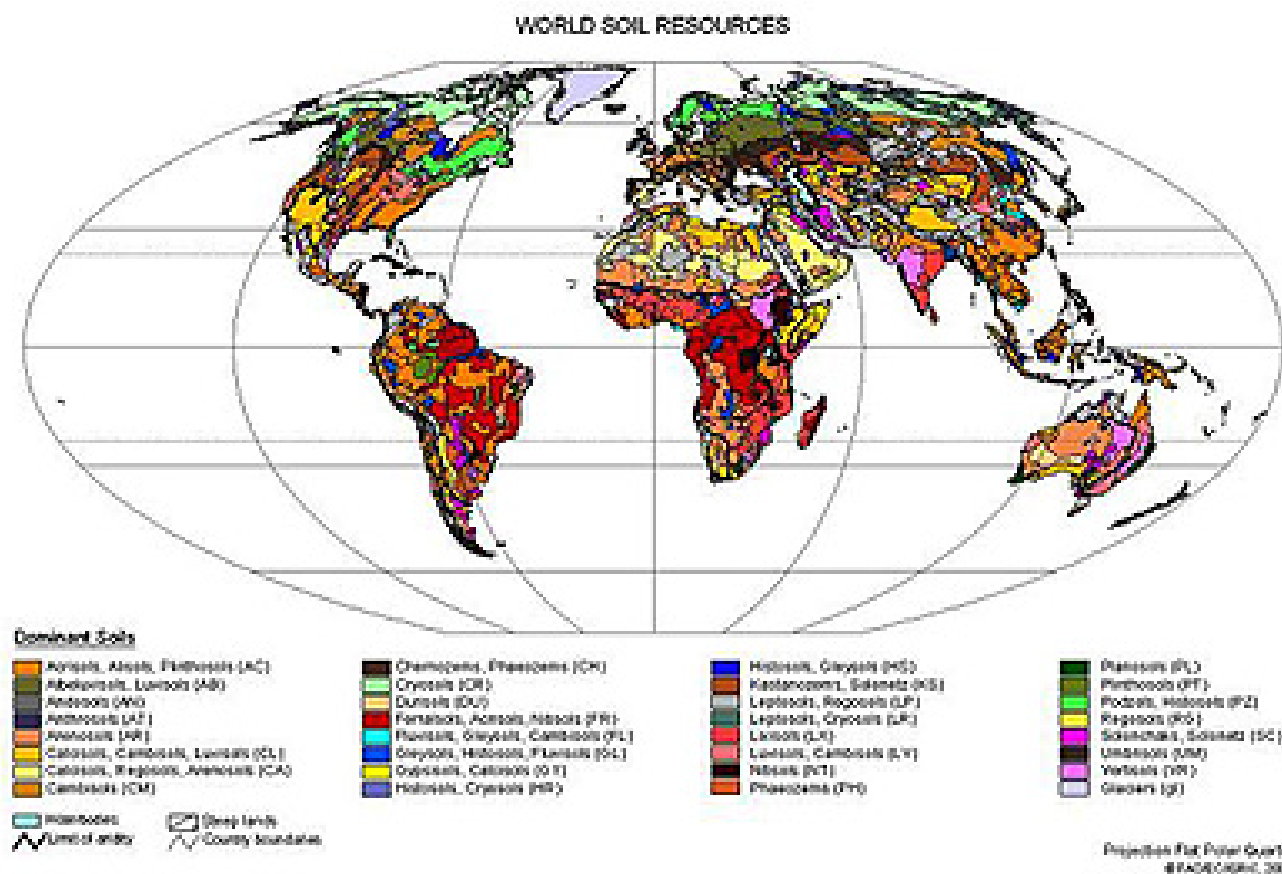 WORLD SOIL RESOURCES
Dominant Soils
Acrisols, Alisols, Plinthosols (AC)
Albeluvisols, Luvisols (AB)
Andosols (AN)
Anthrosols (AT)
Arenosols (AR)
Calcisols, Cambisols, Luvisols (CL)
Calcisols, Regosols, Arenosols (CA)
Cambisols (CM)
Chernozems, Phaeozems (CH)
Cryosols (CR)
Durisols (DU)
Ferralsols, Acrisols, Nitisols (FR)
Fluvisols, Gleysols, Cambisols (FL)
Gleysols, Histosols, Fluvisols (GL)
Gypsisols, Calcisols (GY)
Histosols, Cryosols (HR)
Histosols, Gleysols (HS)
Kastanozems, Solonetz (KS)
Leptosols, Regosols (LP)
Leptosols, Cryosols (LR)
Lixisols (LX)
Luvisols, Cambisols (LV)
Nitisols (NT)
Phaeozems (PH)
Planosols (PL)
Plinthosols (PT)
Podzols, Histosols (PZ)
Regosols (RG)
Solonchaks, Solonetz (SC)
Umbrisols (UM)
Vertisols (VR)
Glaciers (gl)
Waterbodies
Limit of aridity
Steep lands
Country boundaries
Projection Flat Polar Quart